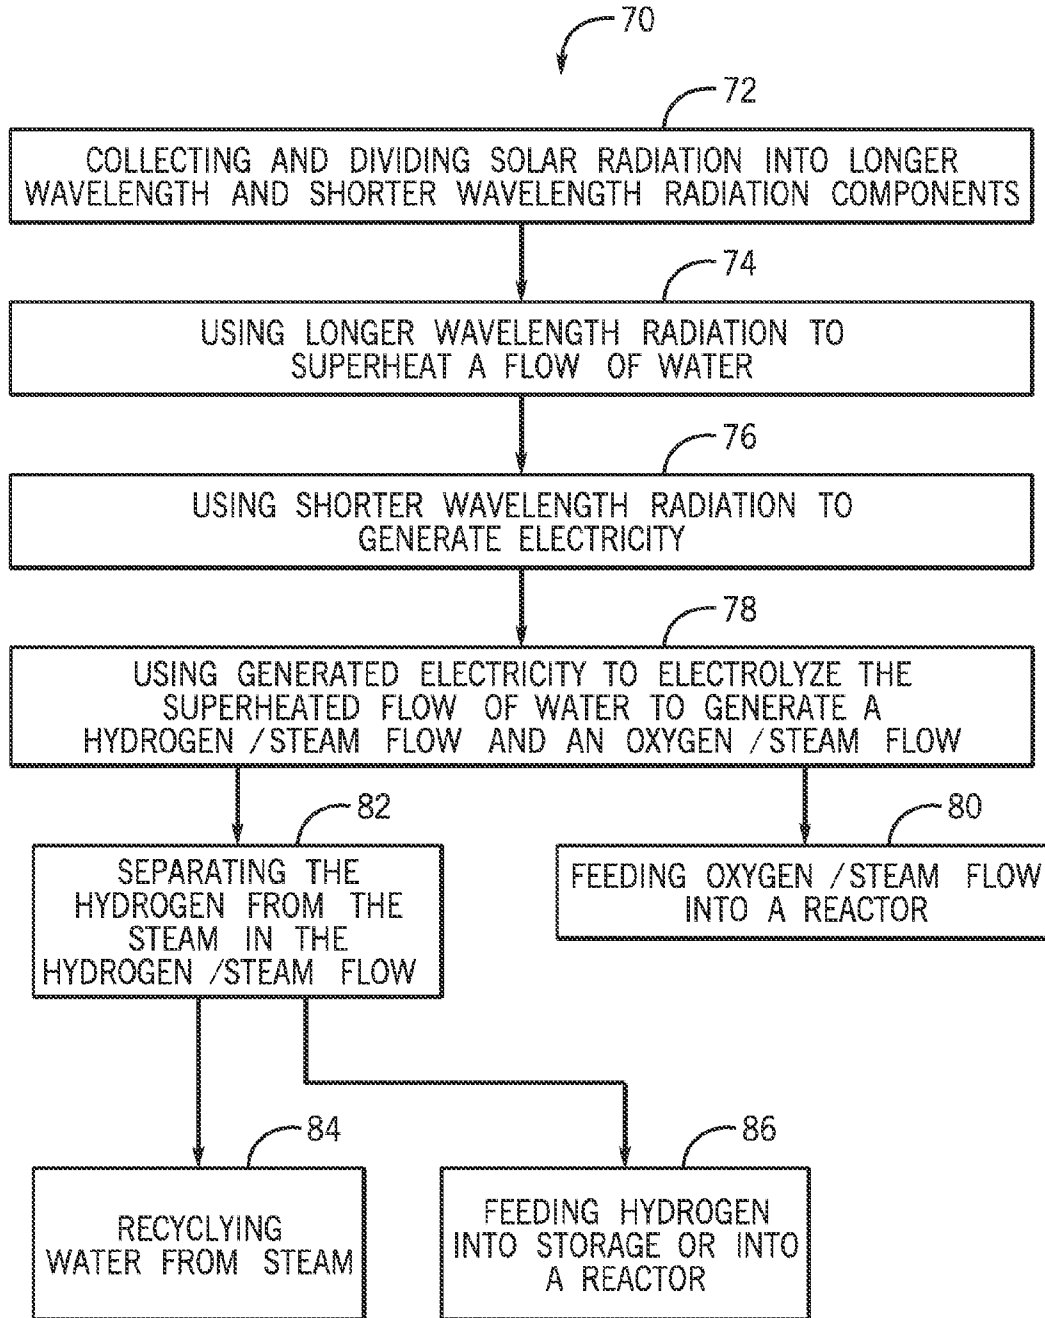 70
72
COLLECTING AND DIVIDING SOLAR RADIATION INTO LONGER
WAVELENGTH AND SHORTER WAVELENGTH RADIATION COMPONENTS
74
USING LONGER WAVELENGTH RADIATION TO
SUPERHEAT A FLOW OF WATER
76
USING SHORTER WAVELENGTH RADIATION TO
GENERATE ELECTRICITY
78
USING GENERATED ELECTRICITY TO ELECTROLYZE THE
SUPERHEATED FLOW OF WATER TO GENERATE A
HYDROGEN /STEAM FLOW AND AN OXYGEN /STEAM FLOW
82
SEPARATING THE
HYDROGEN FROM THE
STEAM IN THE
HYDROGEN /STEAM FLOW
80
FEEDING OXYGEN /STEAM FLOW
INTO A REACTOR
84
RECYCLYING
WATER FROM STEAM
86
FEEDING HYDROGEN
INTO STORAGE OR INTO
A REACTOR